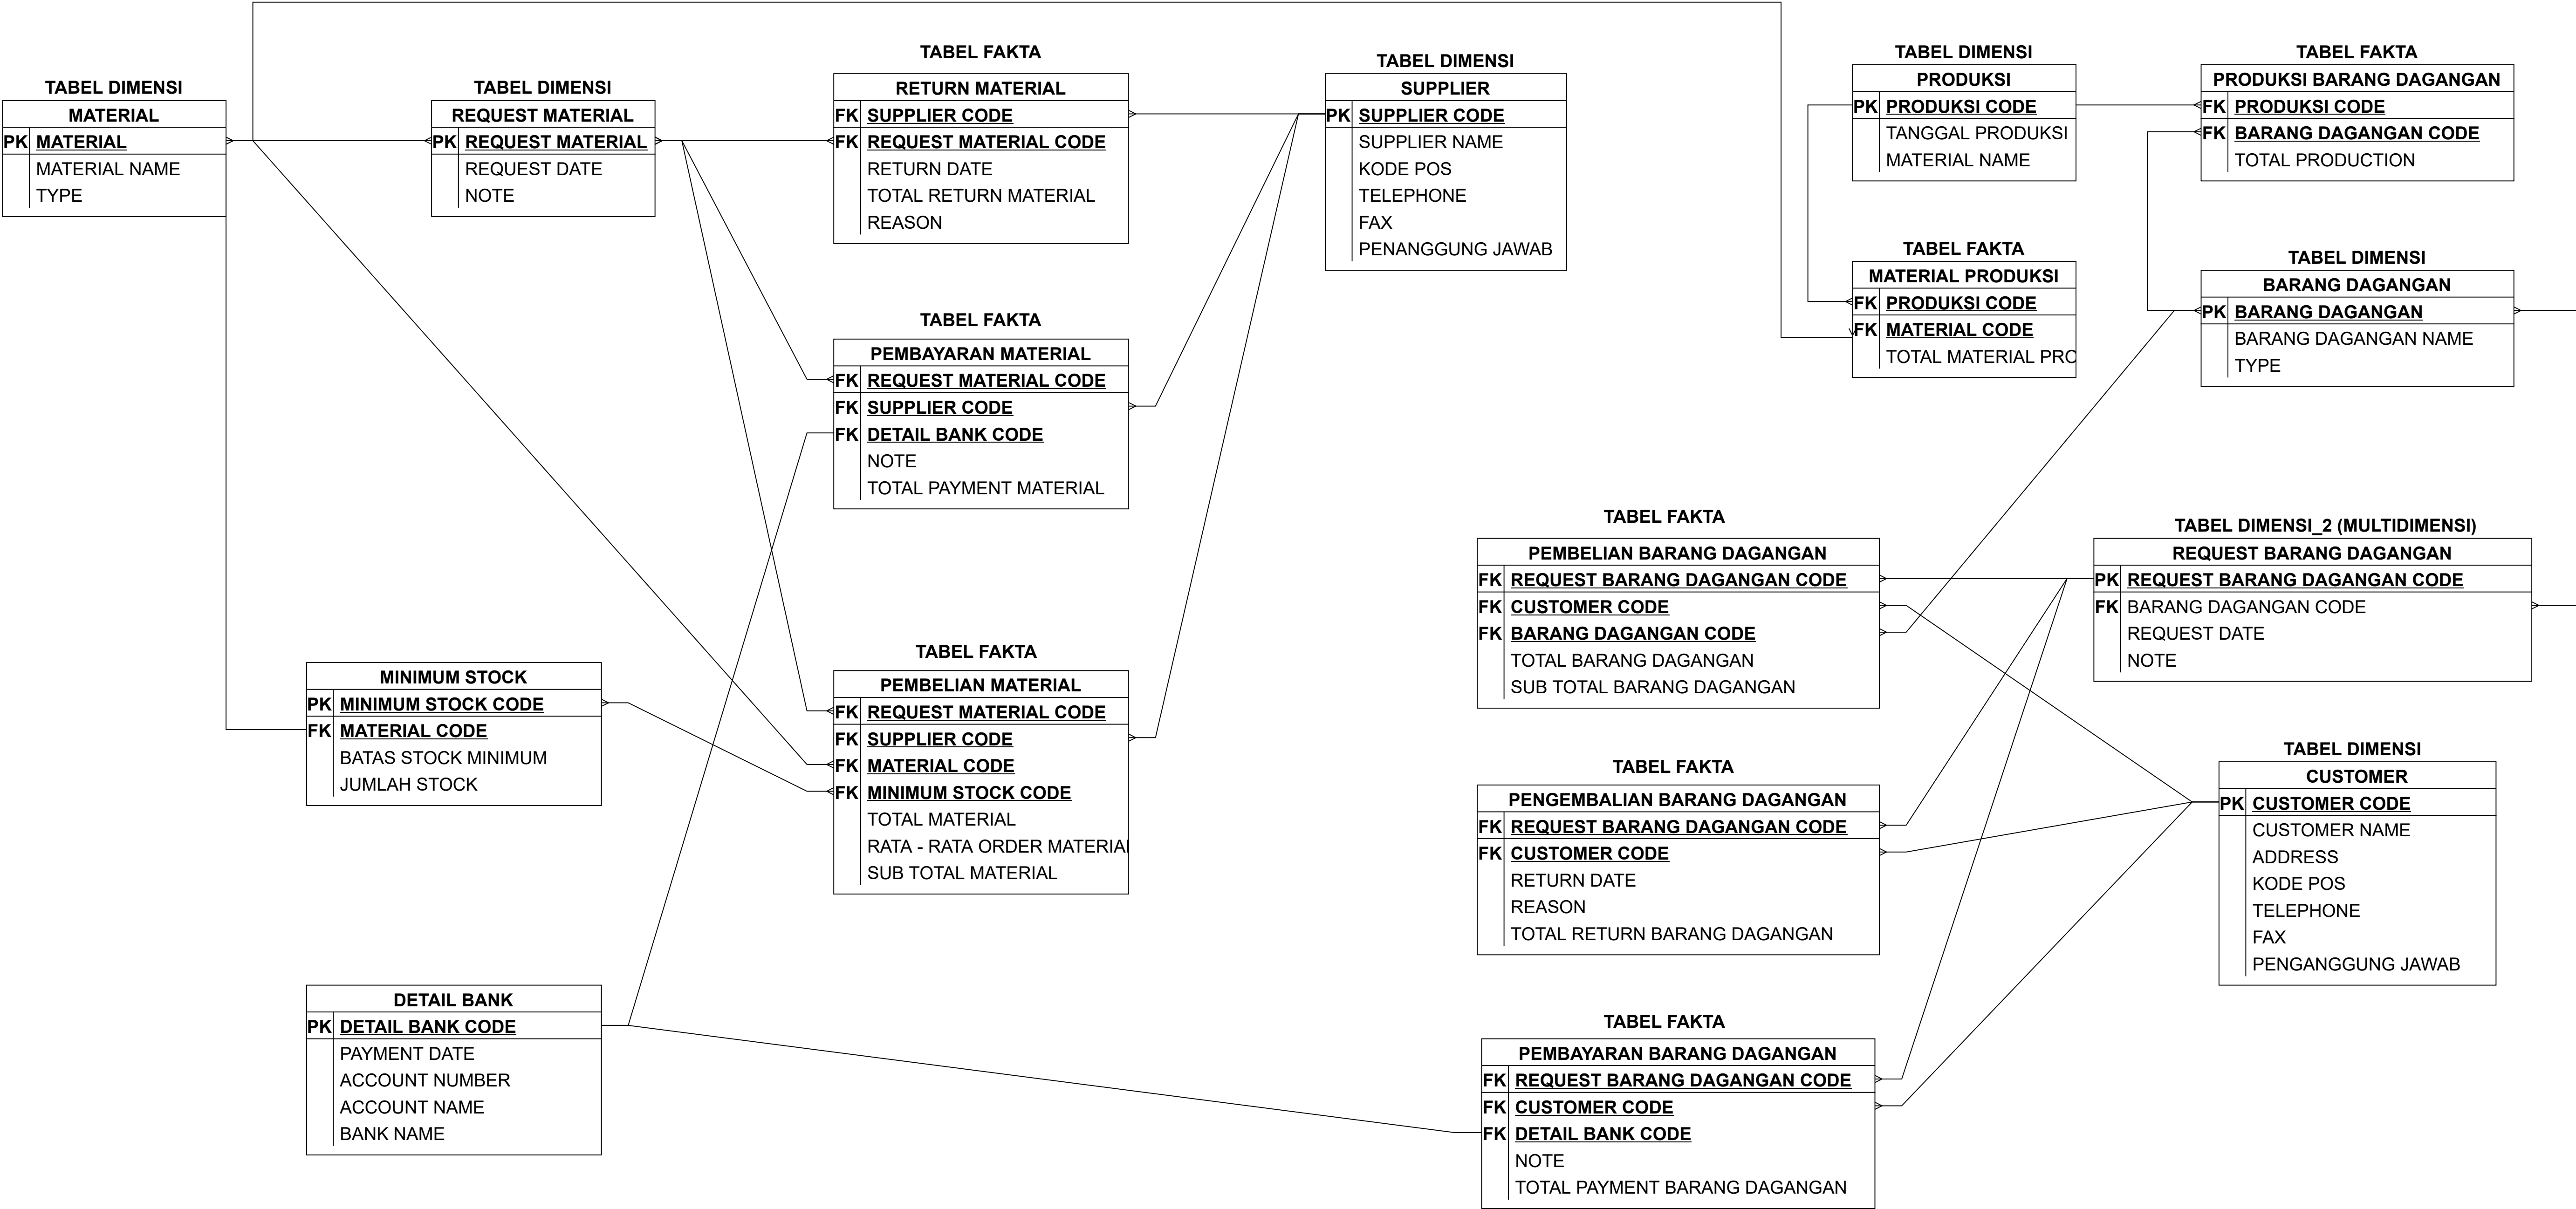 TABEL DIMENSI
MATERIAL
PK MATERIAL
MATERIAL NAME
TYPE
TABEL DIMENSI
REQUEST MATERIAL
PK REQUEST MATERIAL
REQUEST DATE
NOTE
TABEL FAKTA
RETURN MATERIAL
FK SUPPLIER CODE
FK REQUEST MATERIAL CODE
RETURN DATE
TOTAL RETURN MATERIAL
REASON
TABEL DIMENSI
SUPPLIER
PK SUPPLIER CODE
SUPPLIER NAME
KODE POS
TELEPHONE
FAX
PENANGGUNG JAWAB
TABEL DIMENSI
PRODUKSI
PK PRODUKSI CODE
TANGGAL PRODUKSI
MATERIAL NAME
TABEL FAKTA
PRODUKSI BARANG DAGANGAN
FK PRODUKSI CODE
FK BARANG DAGANGAN CODE
TOTAL PRODUCTION
TABEL FAKTA
MATERIAL PRODUKSI
FK PRODUKSI CODE
FK MATERIAL CODE
TOTAL MATERIAL PRO
TABEL DIMENSI
BARANG DAGANGAN
PK BARANG DAGANGAN
BARANG DAGANGAN NAME
TYPE
TABEL FAKTA
PEMBAYARAN MATERIAL
FK REQUEST MATERIAL CODE
FK SUPPLIER CODE
FK DETAIL BANK CODE
NOTE
TOTAL PAYMENT MATERIAL
TABEL FAKTA
PEMBELIAN BARANG DAGANGAN
FK REQUEST BARANG DAGANGAN CODE
FK CUSTOMER CODE
FK BARANG DAGANGAN CODE
TOTAL BARANG DAGANGAN
SUB TOTAL BARANG DAGANGAN
TABEL DIMENSI_2 (MULTIDIMENSI)
REQUEST BARANG DAGANGAN
PK REQUEST BARANG DAGANGAN CODE
FK BARANG DAGANGAN CODE
REQUEST DATE
NOTE
MINIMUM STOCK
PK MINIMUM STOCK CODE
FK MATERIAL CODE
BATAS STOCK MINIMUM
JUMLAH STOCK
TABEL FAKTA
PEMBELIAN MATERIAL
FK REQUEST MATERIAL CODE
FK SUPPLIER CODE
FK MATERIAL CODE
FK MINIMUM STOCK CODE
TOTAL MATERIAL
RATA - RATA ORDER MATERIAL
SUB TOTAL MATERIAL
TABEL FAKTA
PENGEMBALIAN BARANG DAGANGAN
FK REQUEST BARANG DAGANGAN CODE
FK CUSTOMER CODE
RETURN DATE
REASON
TOTAL RETURN BARANG DAGANGAN
TABEL DIMENSI
CUSTOMER
PK CUSTOMER CODE
CUSTOMER NAME
ADDRESS
KODE POS
TELEPHONE
FAX
PENGANGGUNG JAWAB
DETAIL BANK
PK DETAIL BANK CODE
PAYMENT DATE
ACCOUNT NUMBER
ACCOUNT NAME
BANK NAME
TABEL FAKTA
PEMBAYARAN BARANG DAGANGAN
FK REQUEST BARANG DAGANGAN CODE
FK CUSTOMER CODE
FK DETAIL BANK CODE
NOTE
TOTAL PAYMENT BARANG DAGANGAN